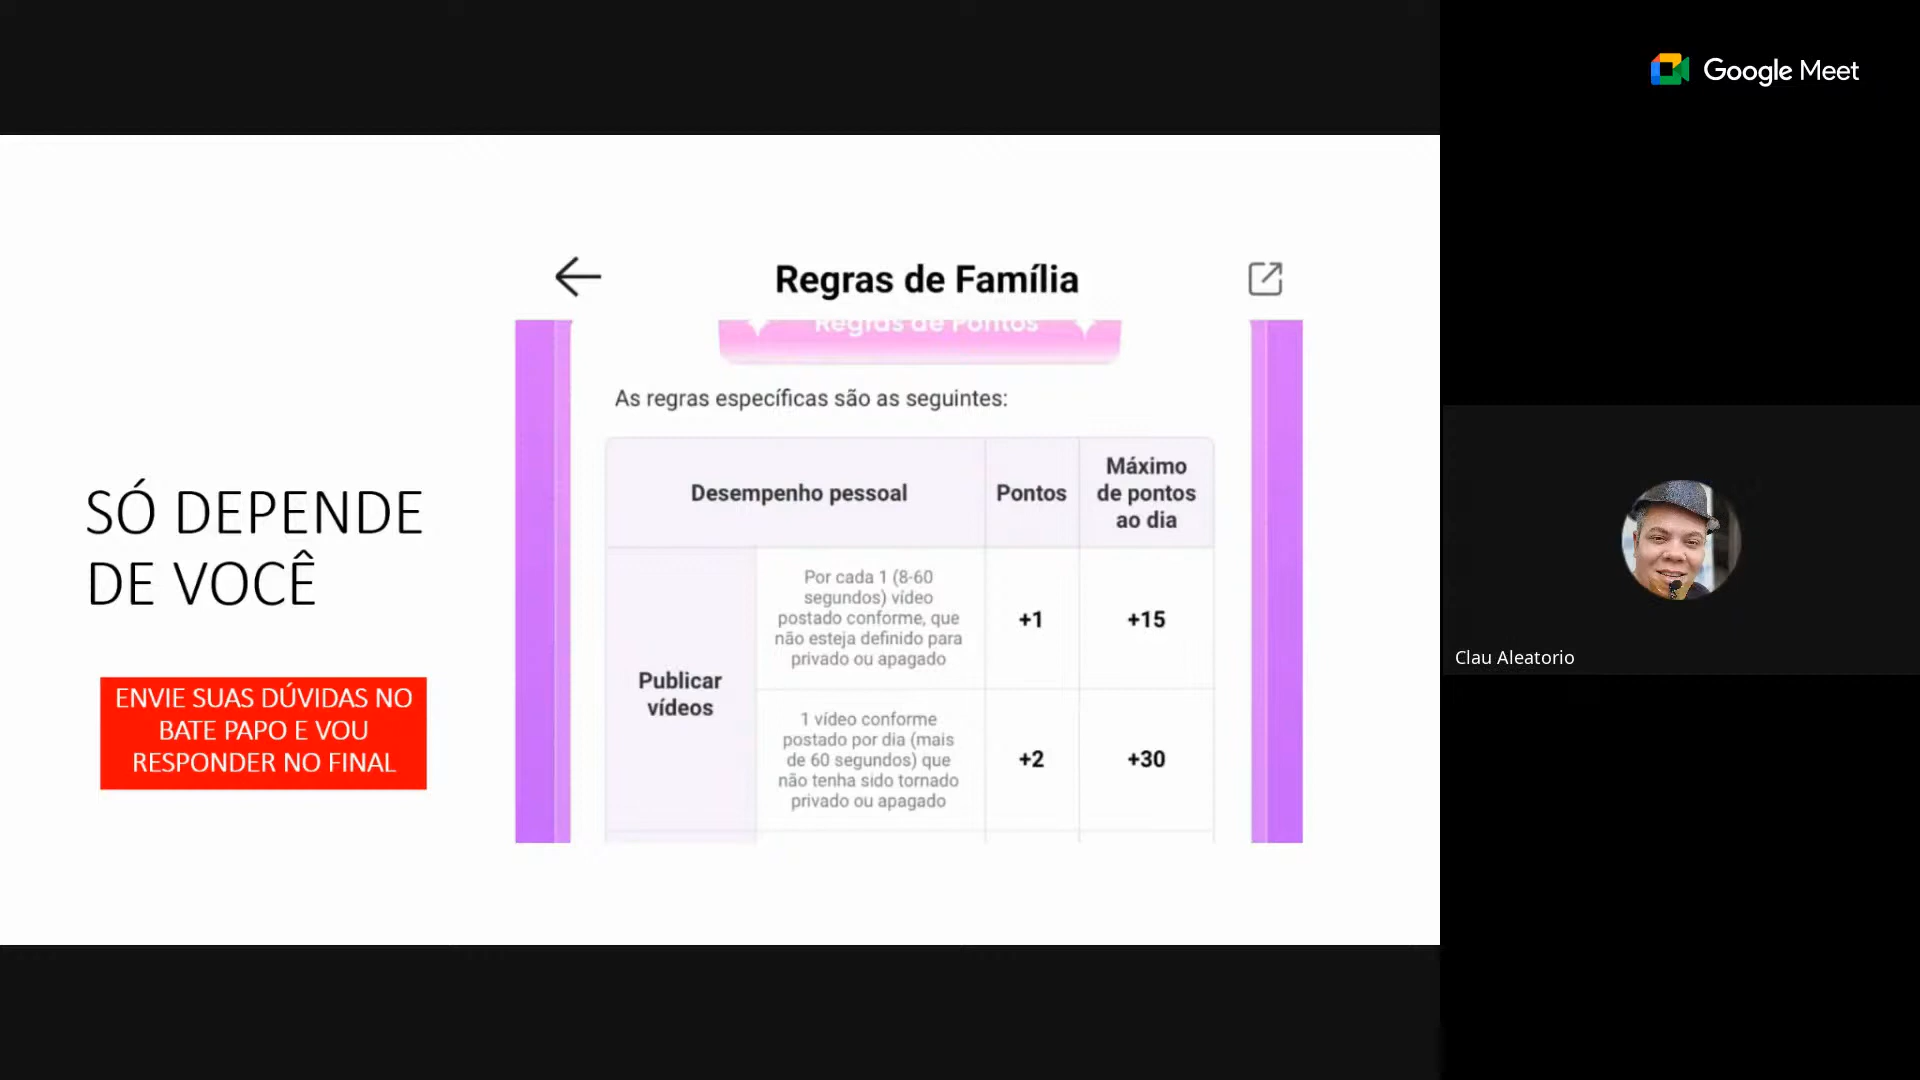 Google Meet
Regras de Família
Regras de Pontos
As regras específicas são as seguintes:
Desempenho pessoal
Pontos
Máximo
de pontos
ao dia
Publicar
vídeos
Por cada 1 (8-60
segundos) vídeo
postado conforme, que
não esteja definido para
privado ou apagado
+1
+15
1 vídeo conforme
postado por dia (mais
de 60 segundos) que
não tenha sido tornado
privado ou apagado
+2
+30
SÓ DEPENDE
DE VOCÊ
ENVIE SUAS DÚVIDAS NO
BATE PAPO E VOU
RESPONDER NO FINAL
Clau Aleatorio